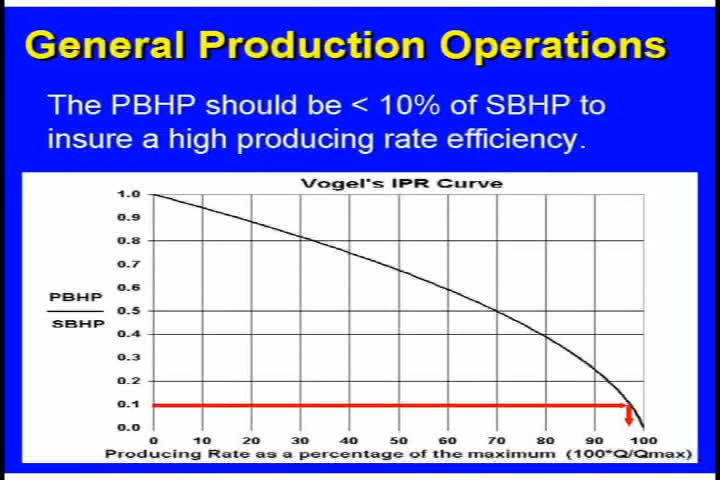 General Production Operations
The PBHP should be < 10% of SBHP to
insure a high producing rate efficiency.
Vogel's IPR Curve
1.0
0.9
0.8
0.7
0.6
PBHP
SBHP
0.5
0.4
0.3
0.2
0.1
0.0
0 10 20 30 40 50 60 70 80 90 100
Producing Rate as a percentage of the maximum (100*Q/Qmax)